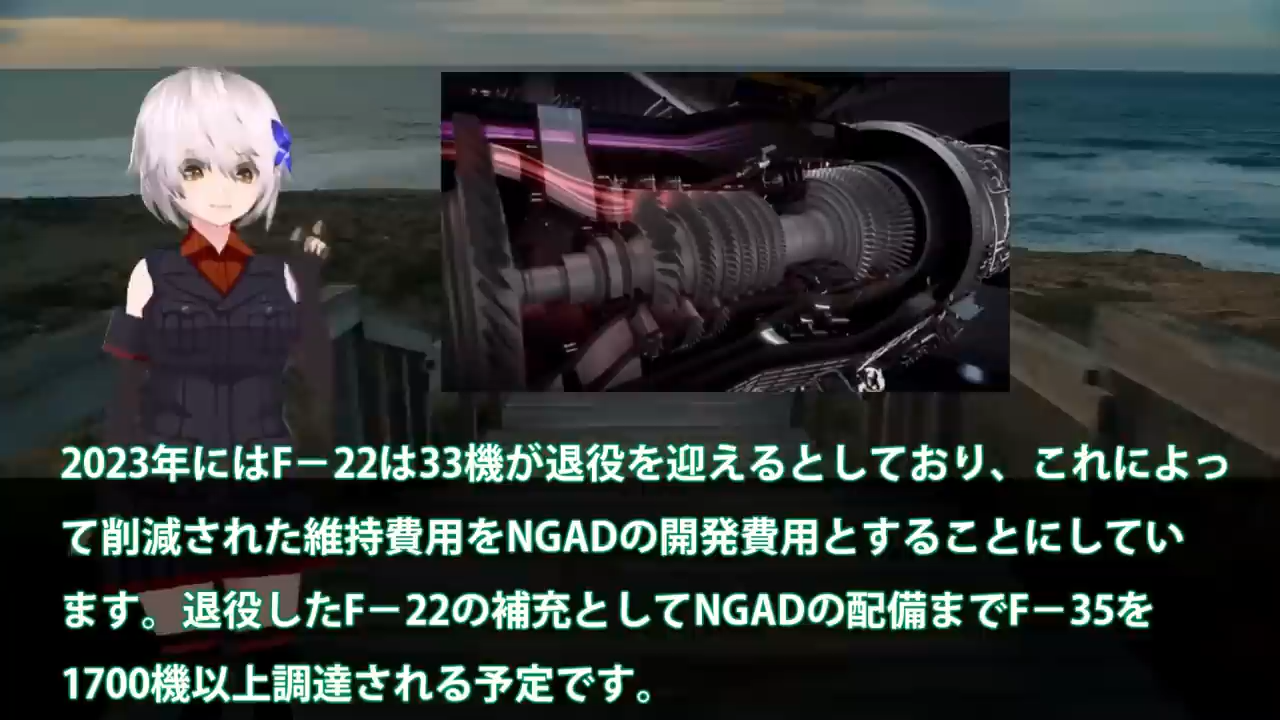 2023年にはF－22は33機が退役を迎えるとしており、これによっ
て削減された維持費用をNGADの開発費用とすることにしてい
ます。退役したF－22の補充としてNGADの配備までF－35を
1700機以上調達される予定です。